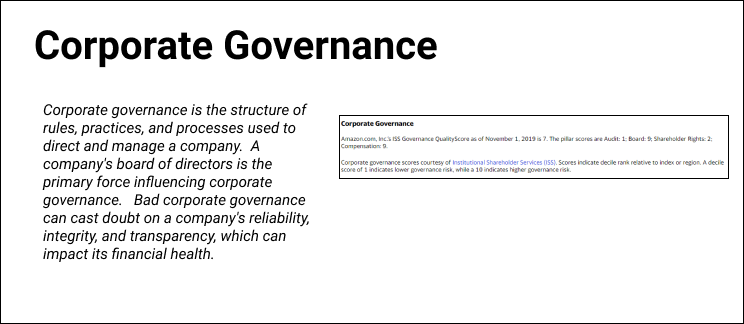 Corporate Governance
Corporate governance is the structure of
rules, practices, and processes used to
direct and manage a company.  A
company's board of directors is the
primary force influencing corporate
governance.   Bad corporate governance
can cast doubt on a company's reliability,
integrity, and transparency, which can
impact its financial health.
Corporate Governance
Amazon.com, Inc.'s ISS Governance QualityScore as of November 1, 2019 is 7. The pillar scores are Audit: 1; Board: 9; Shareholder Rights: 2;
Compensation: 9.
Corporate governance scores courtesy of Institutional Shareholder Services (ISS). Scores indicate decile rank relative to index or region. A decile
score of 1 indicates lower governance risk, while a 10 indicates higher governance risk.